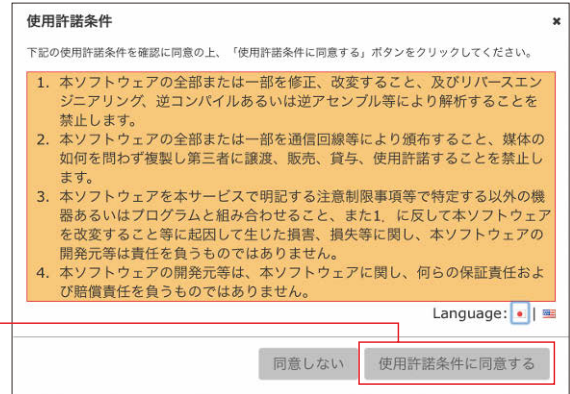 使用許諾条件 ×
下記の使用許諾条件を確認に同意の上、「使用許諾条件に同意する」ボタンをクリックしてください。
1. 本ソフトウェアの全部または一部を修正、改変すること、及びリバースエン
ジニアリング、逆コンパイルあるいは逆アセンブル等により解析することを
禁止します。
2. 本ソフトウェアの全部または一部を通信回線等により頒布すること、媒体の
如何を問わず複製し第三者に譲渡、販売、貸与、使用許諾することを禁止し
ます。
3. 本ソフトウェアを本サービスで明記する注意制限事項等で特定する以外の機
器あるいはプログラムと組み合わせること、また1．に反して本ソフトウェア
を改変すること等に起因して生じた損害、損失等に関し、本ソフトウェアの
開発元等は責任を負うものではありません。
4. 本ソフトウェアの開発元等は、本ソフトウェアに関し、何らの保証責任およ
び賠償責任を負うものではありません。
Language: |
同意しない 使用許諾条件に同意する